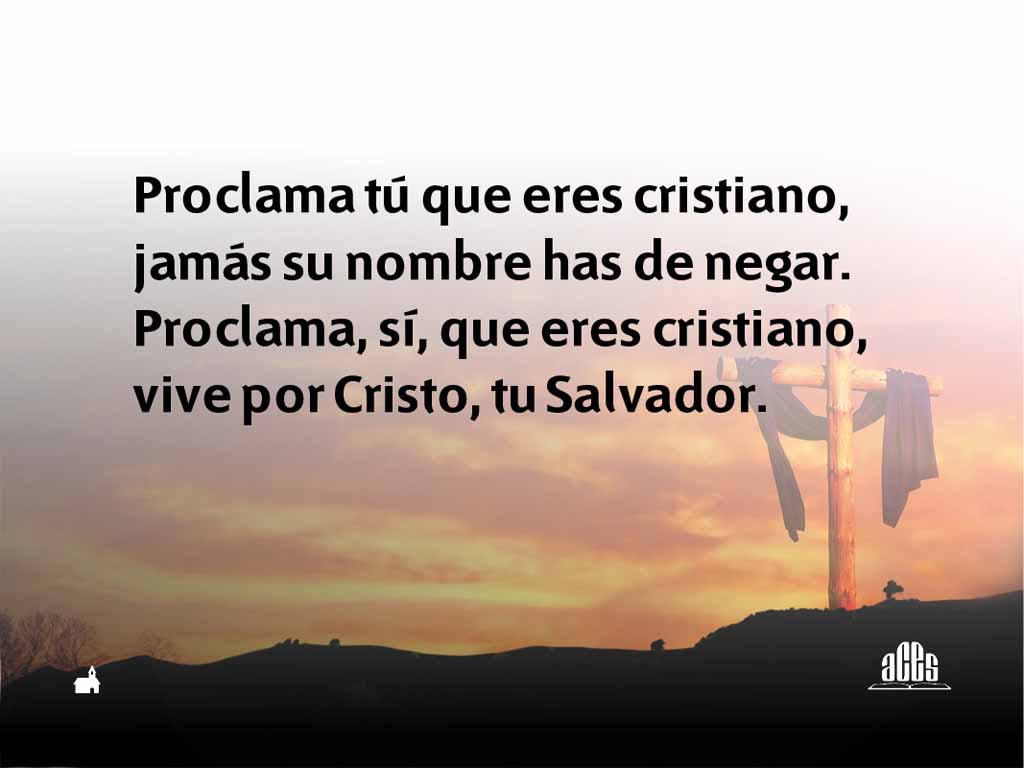 Proclama tú que eres cristiano,
jamás su nombre has de negar.
Proclama, sí, que eres cristiano,
vive por Cristo, tu Salvador.
aces